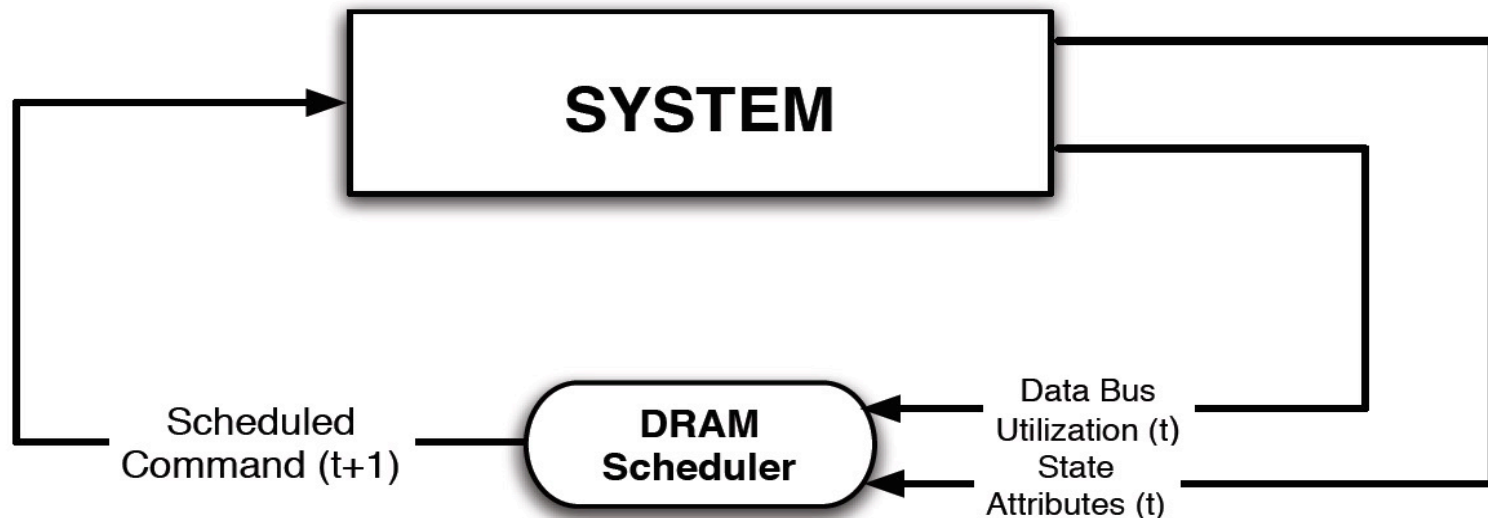 SYSTEM
Scheduled
Command (t+1)
DRAM
Scheduler
Data Bus
Utilization (t)
State
Attributes (t)